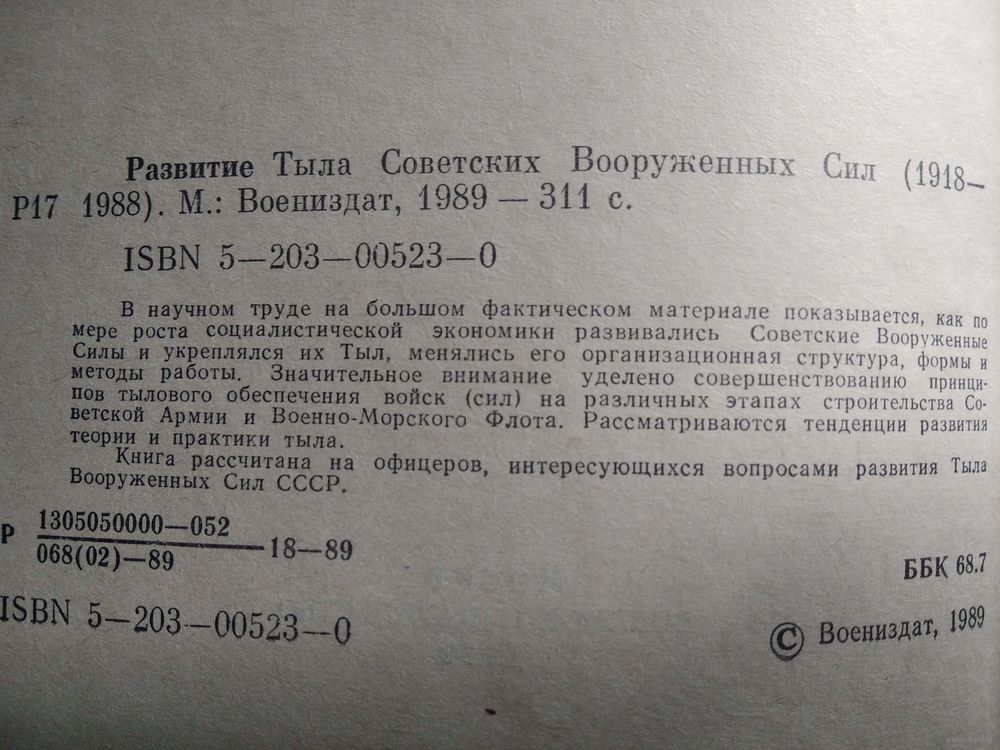 Развитие Тыла Советских Вооруженных Сил (1918—
Р17 1988). М.: Воениздат, 1989 — 311 с.
ISBN 5—203—00523—0
В научном труде на большом фактическом материале показывается, как по
мере роста социалистической экономики развивались Советские Вооруженные
Силы и укреплялся их Тыл, менялись его организационная структура, формы и
методы работы. Значительное внимание уделено совершенствованию принци-
пов тылового обеспечения войск (сил) на различных этапах строительства Со-
ветской Армии и Военно-Морского Флота. Рассматриваются тенденции развития
теории и практики тыла.
Книга рассчитана на офицеров, интересующихся вопросами развития Тыла
Вооруженных Сил СССР.
Р 1305050000—052
068(02)—89 18—89
ББК 68.7
ISBN 5—203—00523—0
© Воениздат, 1989